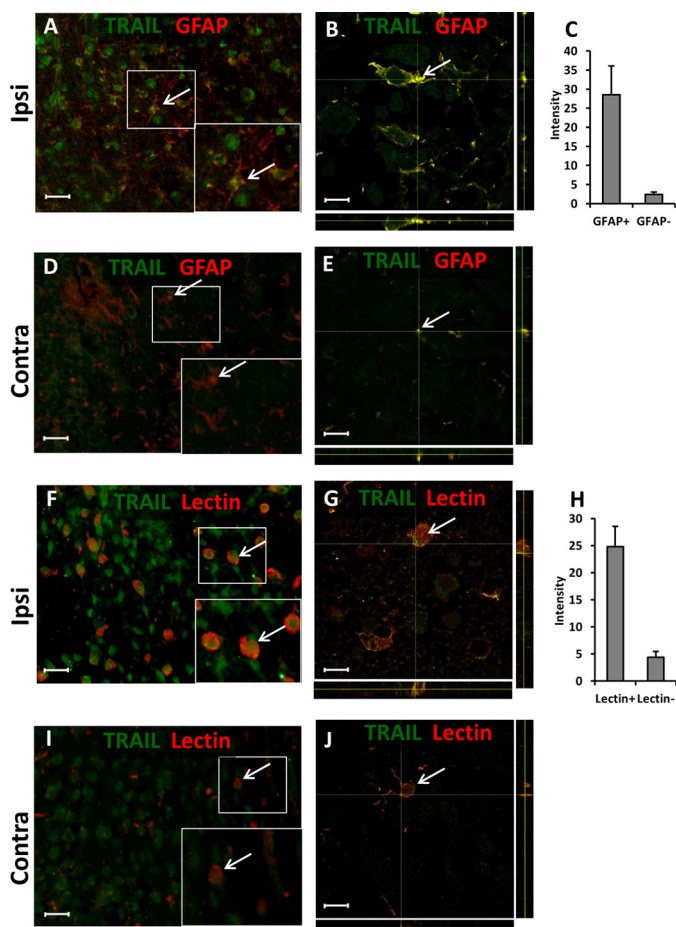 A TRAIL GFAP
B TRAIL GFAP
C
Ipsi
Intensity
40
35
30
25
20
15
10
5
0
GFAP+ GFAP-
D TRAIL GFAP
E TRAIL GFAP
Contra
F TRAIL Lectin
G TRAIL Lectin
H
Ipsi
Intensity
30
25
20
15
10
5
0
Lectin+ Lectin-
I TRAIL Lectin
J TRAIL Lectin
Contra